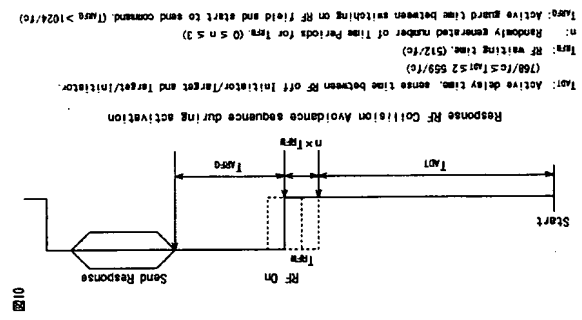 図10
Start
RF On
Send Response
TRFW
TADT
n×TRFW
TARFG
Response RF Collision Avoidance sequence during activation
TADT: Active delay time. sense time between RF off Initiator/Target and Target/Initiator.
(768/fc≤TADT≤2 559/fc)
TRFW: RF waiting time. (512/fc)
n: Randomly generated number of Time Periods for TRFW. (0 ≤ n ≤ 3)
TARFG: Active guard time between switching on RF field and start to send command. (TARFG >1024/fc)